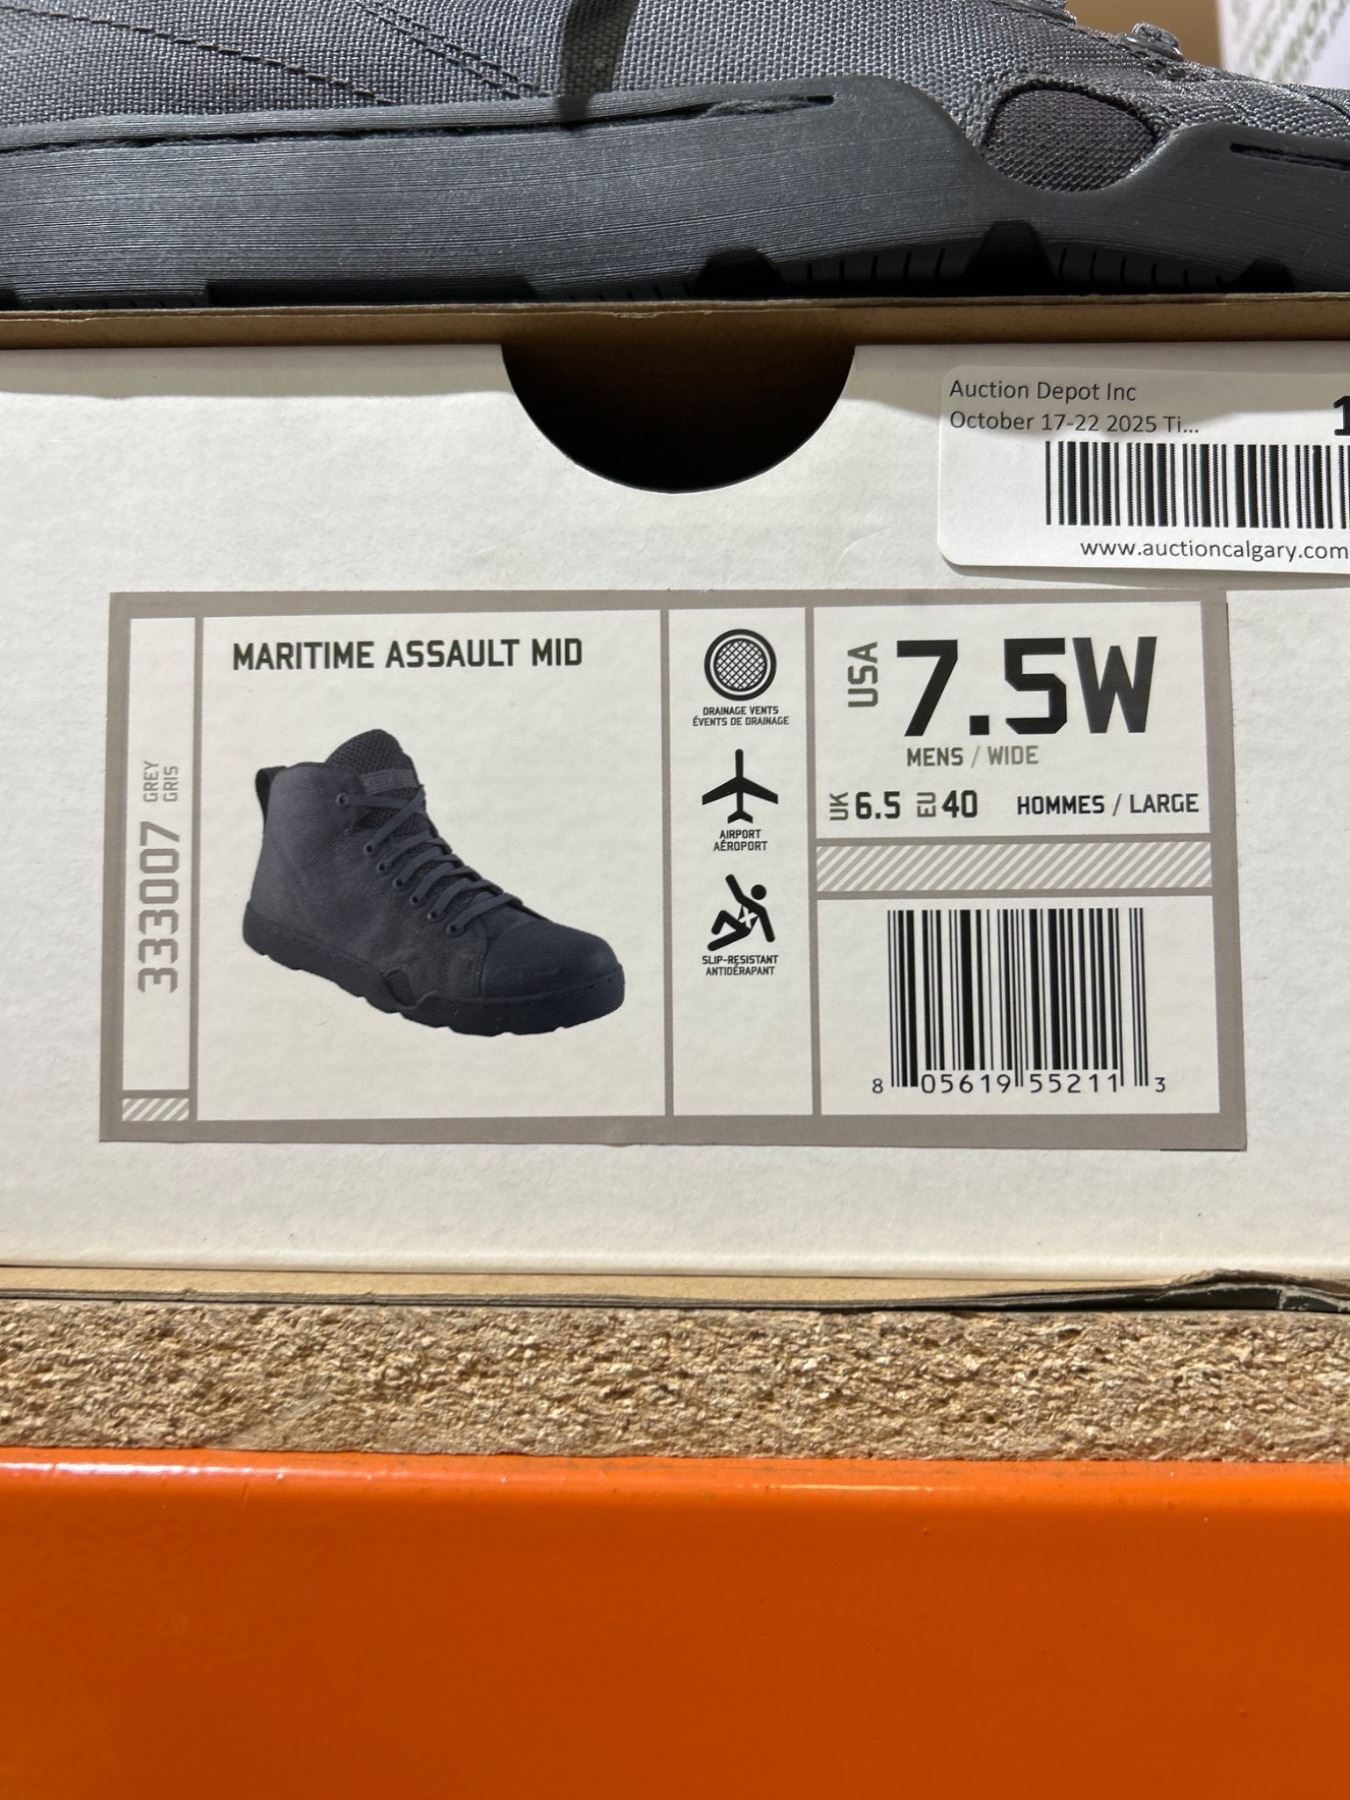 Auction Depot Inc
October 17-22 2025 Ti...
www.auctioncalgary.com
333007 GREY
GRIS
MARITIME ASSAULT MID
DRAINAGE VENTS
ÉVENTS DE DRAINAGE
AIRPORT
AÉROPORT
SLIP-RESISTANT
ANTIDÉRAPANT
USA 7.5W
MENS / WIDE
UK 6.5 EU 40 HOMMES / LARGE
8 05619 55211 3